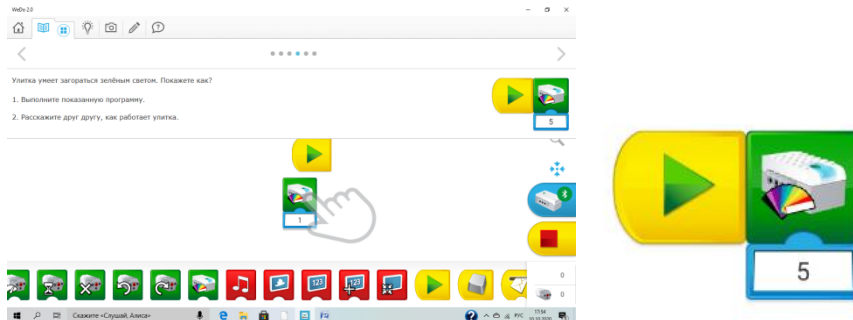 WeDo 2.0
Улитка умеет загораться зелёным светом. Покажете как?
1. Выполните показанную программу.
2. Расскажите друг другу, как работает улитка.
5
1
5
123
123
0
0
Скажите «Слушай, Алиса»
РУС
17:54